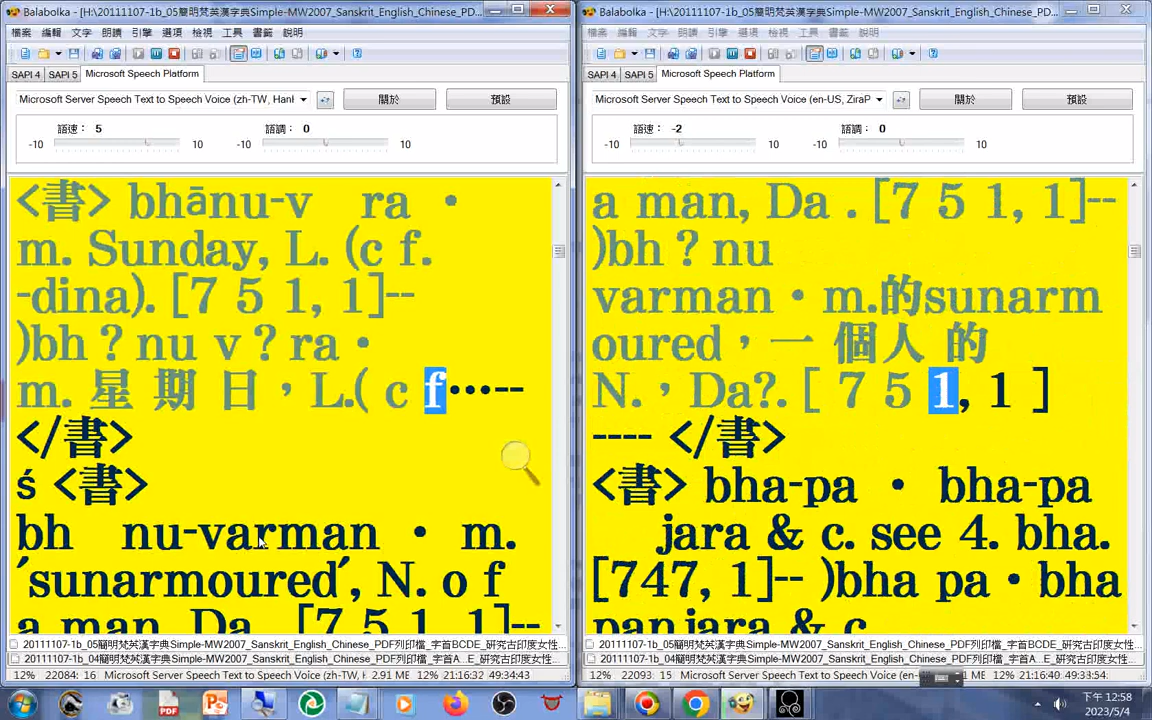 Balabolka - [H:\20111107-1b_05簡明梵英漢字典Simple-MW2007_Sanskrit_English_Chinese_PD...
檔案 編輯 文字 朗讀 引擎 選項 檢視 工具 書籤 說明
SAPI 4 SAPI 5 Microsoft Speech Platform
Microsoft Server Speech Text to Speech Voice (zh-TW, HanH
關於
預設
語速： 5
語調： 0
-10 10 -10 10
<書> bhānu-v ra •
m. Sunday, L. (c f.
-dina). [7 5 1, 1]--
)bh ? nu v ? ra •
m. 星 期 日，L.( c f•••--
</書>
ś <書>
bh nu-varman • m.
'sunarmoured', N. o f
a man, Da . [7 5 1, 1]--
20111107-1b_05簡明梵英漢字典Simple-MW2007_Sanskrit_English_Chinese_PDF列印檔_字首BCDE_研究古印度女性...
20111107-1b_04簡明梵英漢字典Simple-MW2007_Sanskrit_English_Chinese_PDF列印檔_字首A...E_研究古印度女性...
12% 22084: 16 Microsoft Server Speech Text to Speech Voice (zh-TW, H 2.91 ME 12% 21:16:32 49:34:43
Balabolka - [H:\20111107-1b_05簡明梵英漢字典Simple-MW2007_Sanskrit_English_Chinese_PD...
檔案 編輯 文字 朗讀 引擎 選項 檢視 工具 書籤 說明
SAPI 4 SAPI 5 Microsoft Speech Platform
Microsoft Server Speech Text to Speech Voice (en-US, ZiraP
關於
預設
語速： -2
語調： 0
-10 10 -10 10
a man, Da . [7 5 1, 1]--
)bh ? nu
varman • m.的sunarm
oured，一 個人 的
N.，Da?. [ 7 5 1, 1 ]
---- </書>
<書> bha-pa • bha-pa
jara & c. see 4. bha.
[747, 1]-- )bha pa • bha
panjara & c.
20111107-1b_05簡明梵英漢字典Simple-MW2007_Sanskrit_English_Chinese_PDF列印檔_字首BCDE_研究古印度女性...
20111107-1b_04簡明梵英漢字典Simple-MW2007_Sanskrit_English_Chinese_PDF列印檔_字首A...E_研究古印度女性...
12% 22093: 15 Microsoft Server Speech Text to Speech Voice 1 ME 12% 21:16:40 49:33:54
下午 12:58
2023/5/4